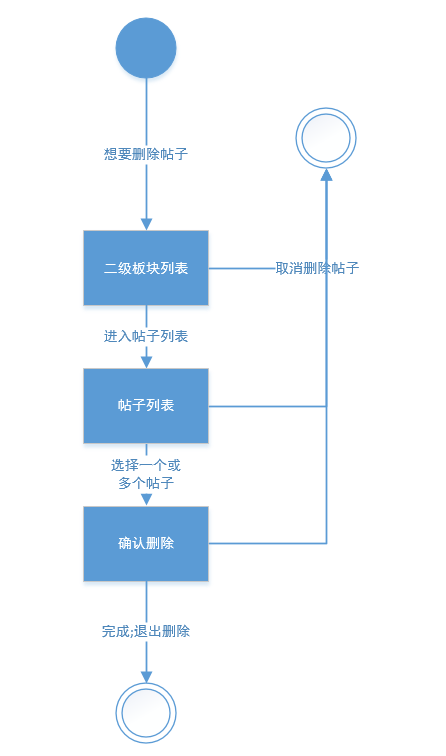 想要删除帖子
二级板块列表
取消删除帖子
进入帖子列表
帖子列表
选择一个或
多个帖子
确认删除
完成;退出删除